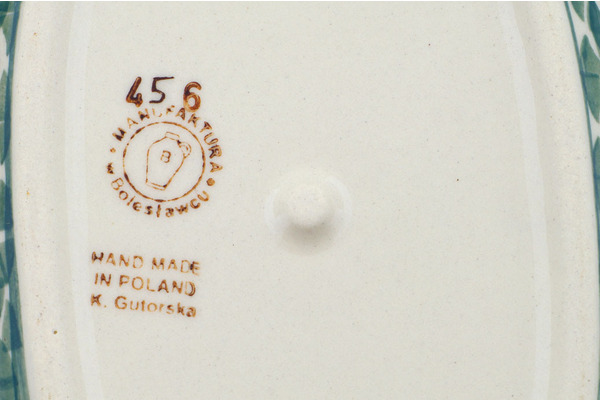 456
MANUFAKTURA
w Bolesławcu
B
HAND MADE
IN POLAND
K. Gutorska